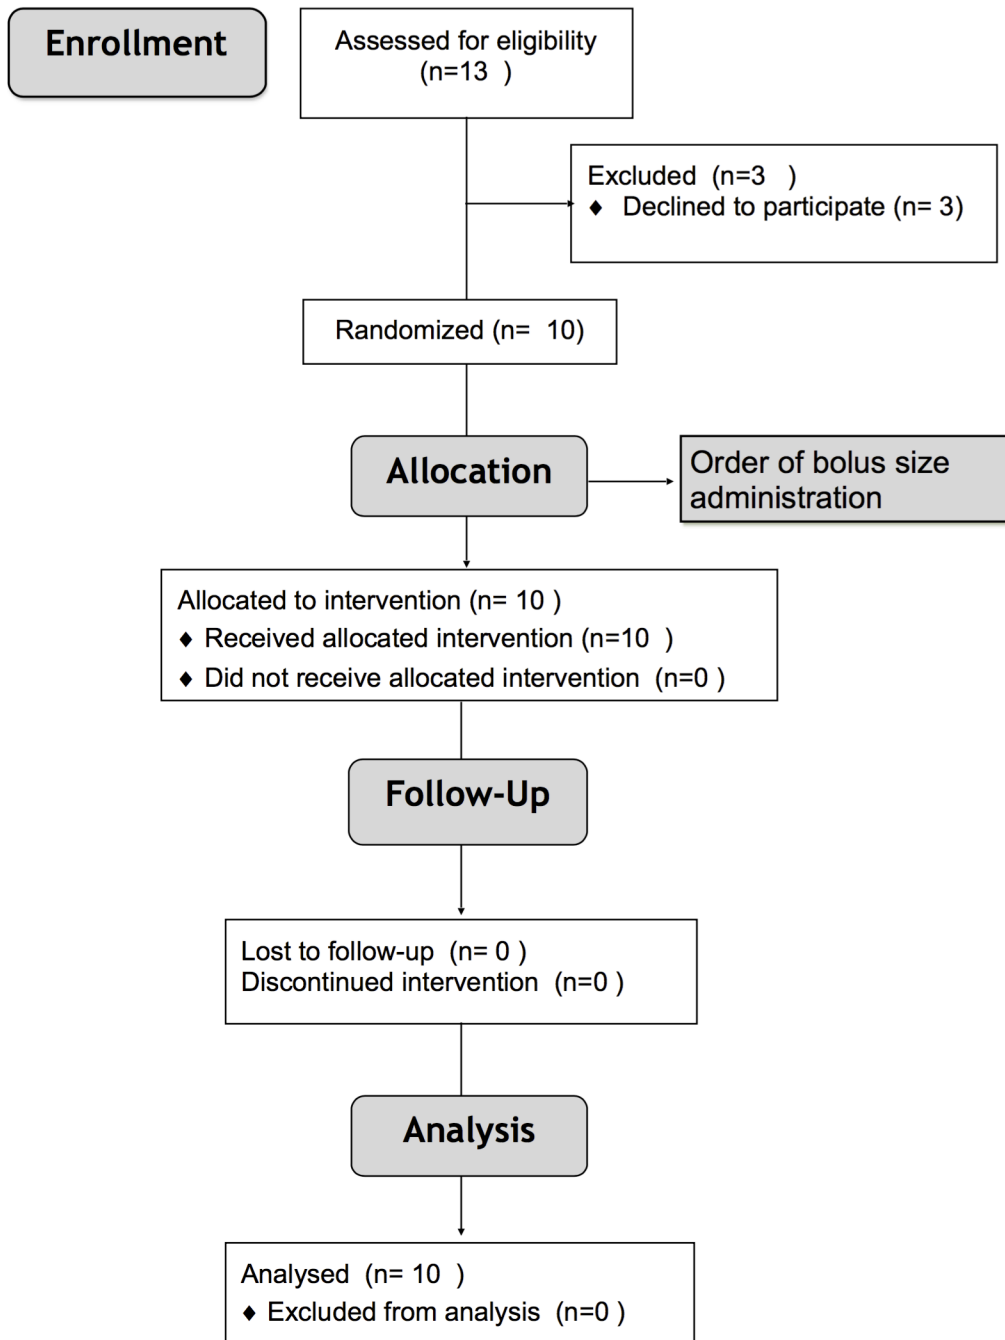 Enrollment
Assessed for eligibility
(n=13  )
Excluded  (n=3   )
♦  Declined to participate (n= 3)
Randomized (n=  10)
Allocation
Order of bolus size
administration
Allocated to intervention (n= 10 )
♦ Received allocated intervention (n=10  )
♦ Did not receive allocated intervention  (n=0 )
Follow-Up
Lost to follow-up  (n= 0 )
Discontinued intervention  (n=0 )
Analysis
Analysed  (n= 10  )
♦ Excluded from analysis  (n=0 )